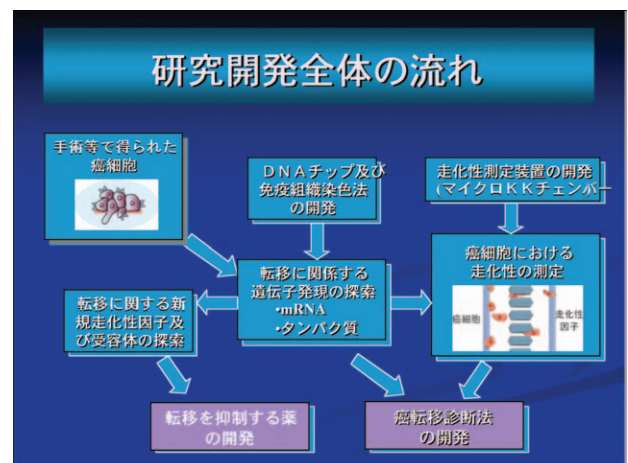 研究開発全体の流れ
手術等で得られた
癌細胞
DNAチップ及び
免疫組織染色法
の開発
走化性測定装置の開発
(マイクロKKチェンバー
転移に関係する
遺伝子発現の探索
・mRNA
・タンパク質
癌細胞における
走化性の測定
癌細胞
走化性
因子
転移に関する新
規走化性因子及
び受容体の探索
転移を抑制する薬
の開発
癌転移診断法
の開発